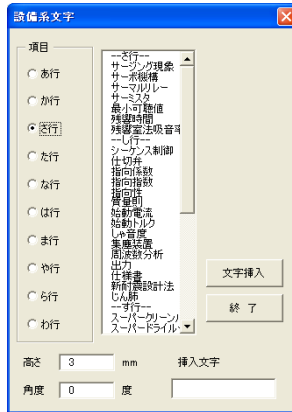 設備系文字
項目
あ行
か行
さ行
た行
な行
は行
ま行
や行
ら行
わ行
--さ行--
サージング現象
サーボ機構
サーマルリレー
サーミスタ
最小可聴値
残響時間
残響室法吸音率
--し行--
シーケンス制御
仕切弁
指向係数
指向指数
指向性
質量則
始動電流
始動トルク
しゃ音度
集塵装置
周波数分析
出力
仕様書
新耐震設計法
じん肺
--す行--
スーパークリーン
スーパードライ
文字挿入
終 了
高さ 3 mm
挿入文字
角度 0 度